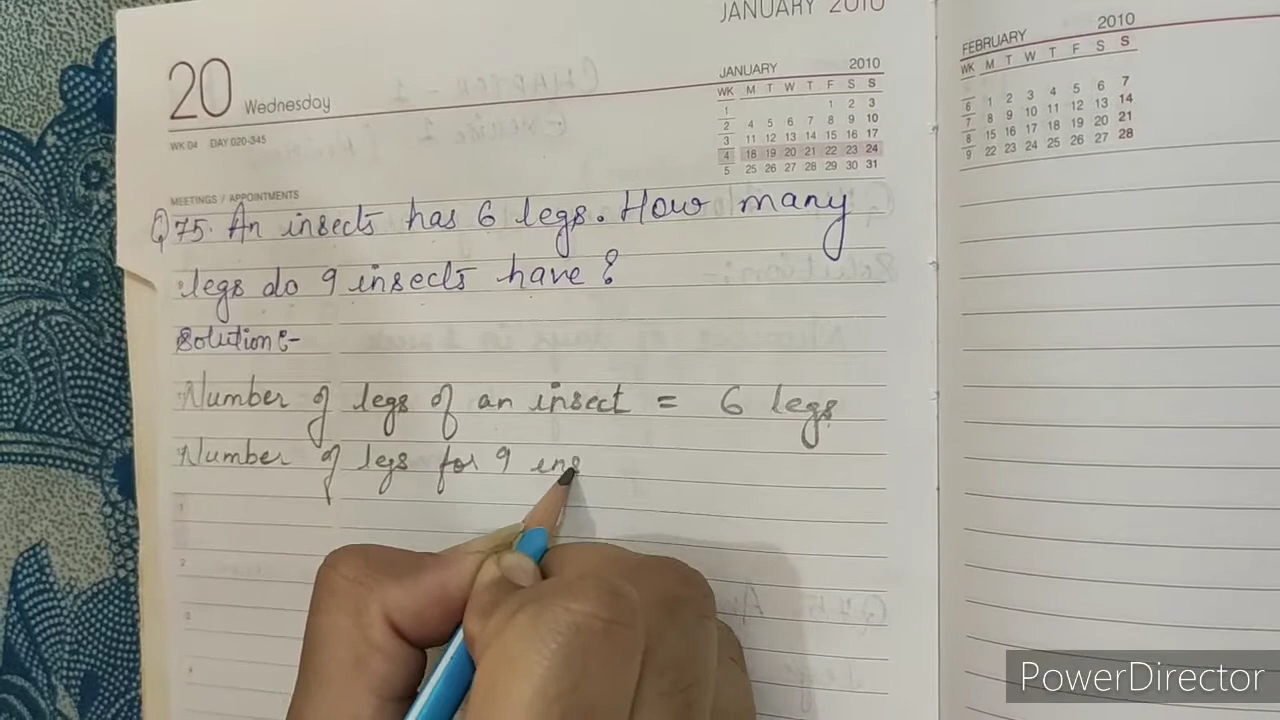 JANUARY 2010
20 Wednesday
WK 04 DAY 020-345
JANUARY 2010
WK M T W T F S S
1 1 2 3
2 4 5 6 7 8 9 10
3 11 12 13 14 15 16 17
4 18 19 20 21 22 23 24
5 25 26 27 28 29 30 31
MEETINGS / APPOINTMENTS
Q75. An insects has 6 legs. How many
legs do 9 insects have?
Solution:-
Number of legs of an insect = 6 legs
Number of legs for 9 ins
1
2
3
4
FEBRUARY 2010
WK M T W T F S S
6 1 2 3 4 5 6 7
7 8 9 10 11 12 13 14
8 15 16 17 18 19 20 21
9 22 23 24 25 26 27 28
PowerDirector